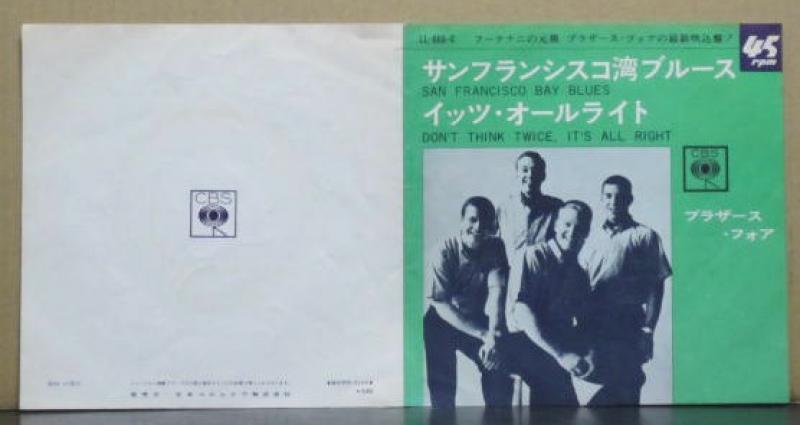 CBS
LL-
フーテナニの元祖 ブラザース・フォアの最新吹込盤!
45
rpm
サンフランシスコ湾ブルース
SAN FRANCISCO BAY BLUES
イッツ・オールライト
DON'T THINK TWICE, IT'S ALL RIGHT
CBS
ブラザース
・フォア